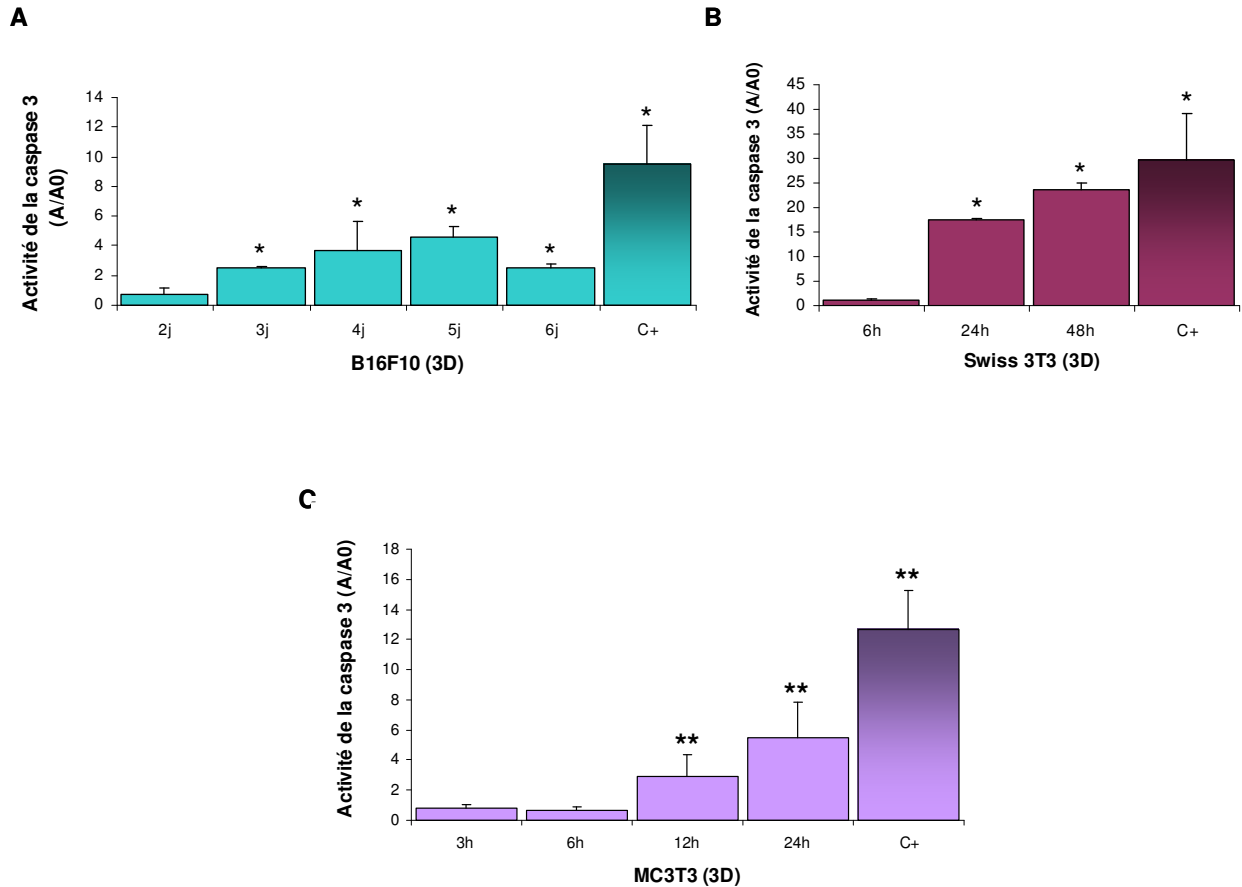 A
Activité de la caspase 3
(A/A0)
14
12
10
8
6
4
2
0
*
*
*
*
*
2j
3j
4j
5j
6j
C+
B16F10 (3D)
B
Activité de la caspase 3 (A/A0)
45
40
35
30
25
20
15
10
5
0
*
*
*
6h
24h
48h
C+
Swiss 3T3 (3D)
C
Activité de la caspase 3 (A/A0)
18
16
14
12
10
8
6
4
2
0
**
**
**
3h
6h
12h
24h
C+
MC3T3 (3D)